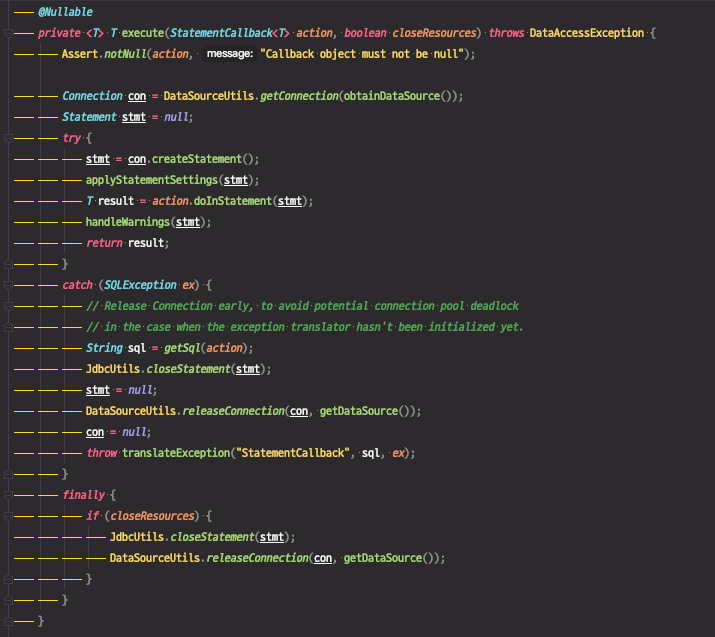 @Nullable
private <T> T execute(StatementCallback<T> action, boolean closeResources) throws DataAccessException {
Assert.notNull(action, message: "Callback object must not be null");
Connection con = DataSourceUtils.getConnection(obtainDataSource());
Statement stmt = null;
try {
stmt = con.createStatement();
applyStatementSettings(stmt);
T result = action.doInStatement(stmt);
handleWarnings(stmt);
return result;
}
catch (SQLException ex) {
// Release Connection early, to avoid potential connection pool deadlock
// in the case when the exception translator hasn't been initialized yet.
String sql = getSql(action);
JdbcUtils.closeStatement(stmt);
stmt = null;
DataSourceUtils.releaseConnection(con, getDataSource());
con = null;
throw translateException("StatementCallback", sql, ex);
}
finally {
if (closeResources) {
JdbcUtils.closeStatement(stmt);
DataSourceUtils.releaseConnection(con, getDataSource());
}
}
}